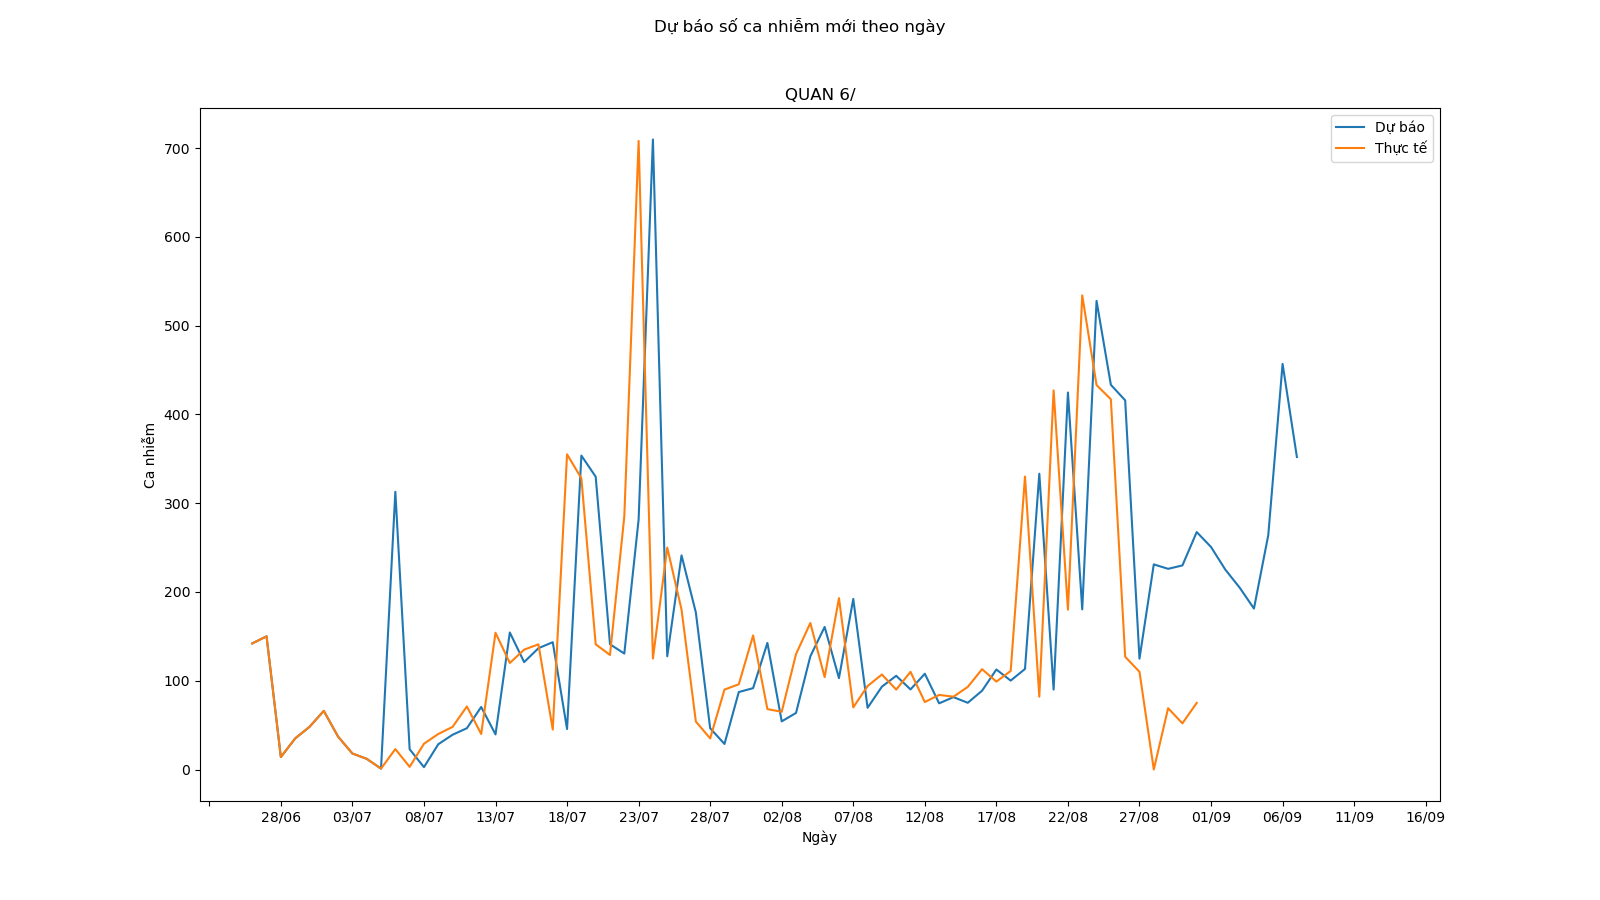 Dự báo số ca nhiễm mới theo ngày
QUAN 6/
Dự báo
Thực tế
700
600
500
400
300
200
100
0
Ca nhiễm
28/06 03/07 08/07 13/07 18/07 23/07 28/07 02/08 07/08 12/08 17/08 22/08 27/08 01/09 06/09 11/09 16/09
Ngày